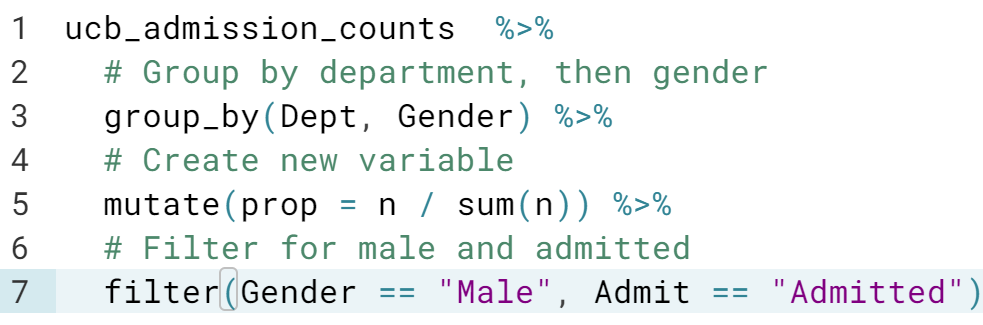 1 ucb_admission_counts  %>%
2   # Group by department, then gender
3   group_by(Dept, Gender) %>%
4   # Create new variable
5   mutate(prop = n / sum(n)) %>%
6   # Filter for male and admitted
7   filter(Gender == "Male", Admit == "Admitted")